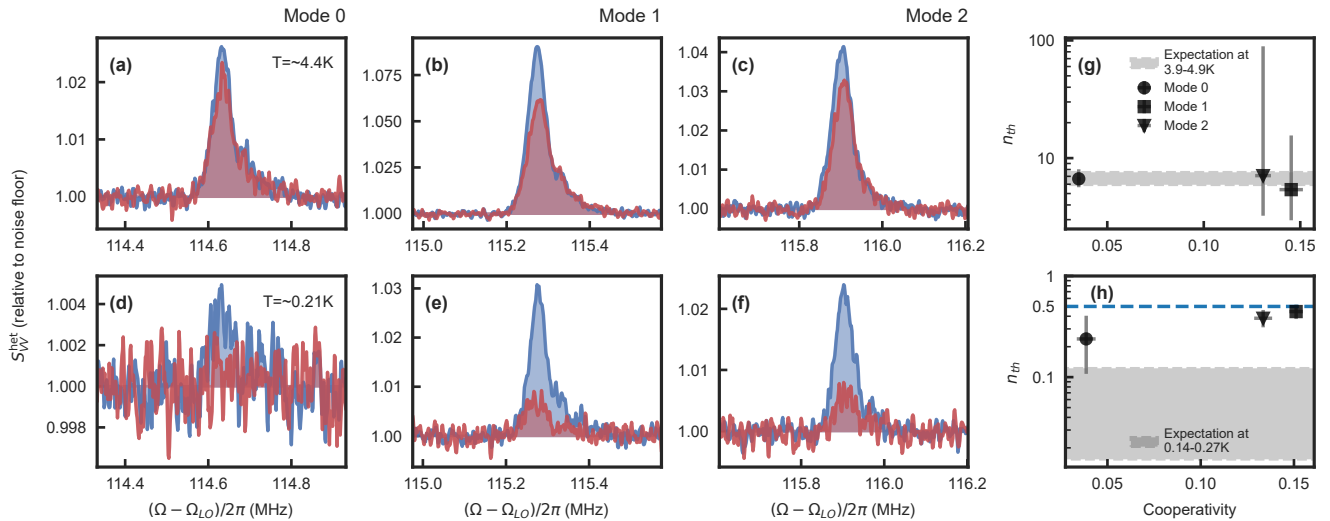 Mode 0
Mode 1
Mode 2
(a)
T=~4.4K
1.02
1.01
1.00
114.4
114.6
114.8
(b)
1.075
1.050
1.025
1.000
115.0
115.2
115.4
(c)
1.04
1.03
1.02
1.01
1.00
115.8
116.0
116.2
(g)
Expectation at
3.9-4.9K
Mode 0
Mode 1
Mode 2
100
10
n_th
0.05
0.10
0.15
S_VV^het (relative to noise floor)
(d)
T=~0.21K
1.004
1.002
1.000
0.998
114.4
114.6
114.8
(Ω − Ω_LO)/2π (MHz)
(e)
1.03
1.02
1.01
1.00
115.0
115.2
115.4
(Ω − Ω_LO)/2π (MHz)
(f)
1.02
1.01
1.00
115.8
116.0
116.2
(Ω − Ω_LO)/2π (MHz)
(h)
1
0.5
0.1
n_th
Expectation at
0.14-0.27K
0.05
0.10
0.15
Cooperativity